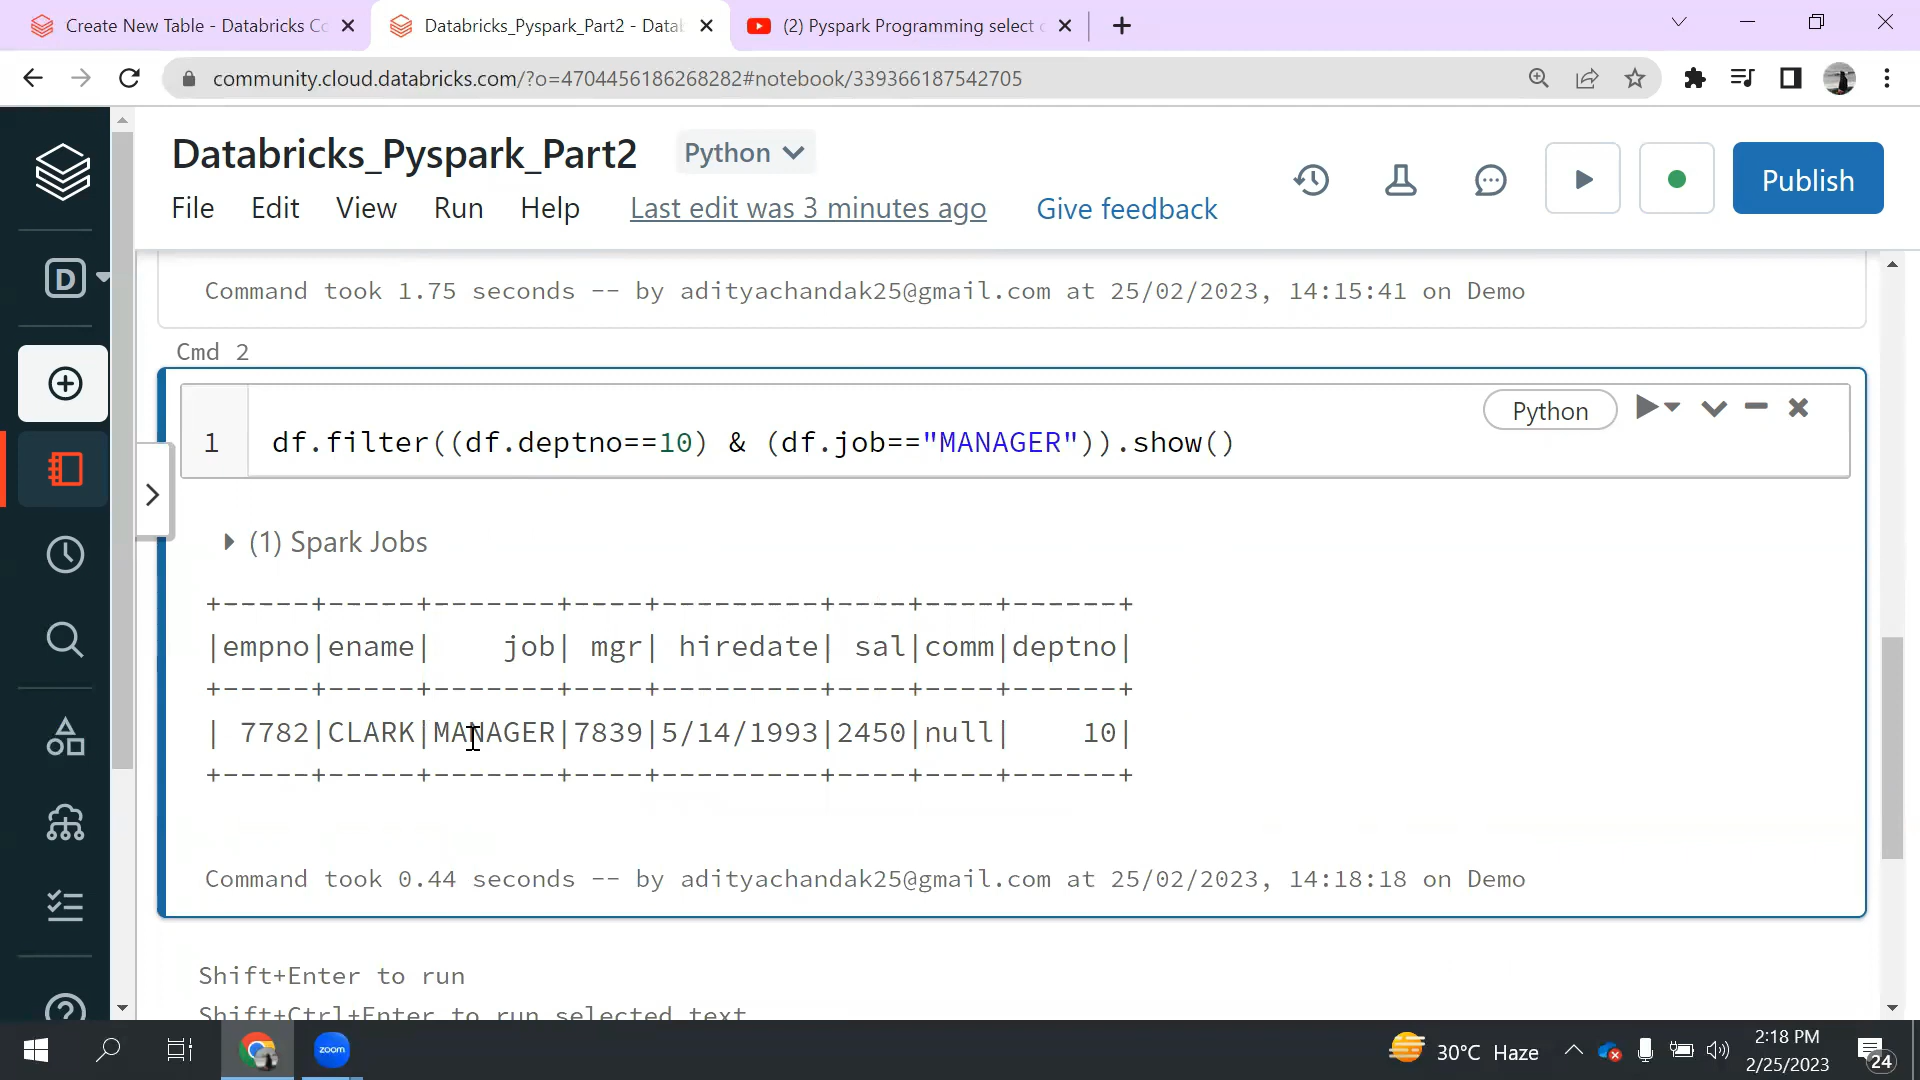 Create New Table - Databricks Co
Databricks_Pyspark_Part2 - Datab
(2) Pyspark Programming select c
community.cloud.databricks.com/?o=4704456186268282#notebook/339366187542705
Databricks_Pyspark_Part2
Python
File Edit View Run Help Last edit was 3 minutes ago Give feedback
Publish
D
Command took 1.75 seconds -- by adityachandak25@gmail.com at 25/02/2023, 14:15:41 on Demo
Cmd 2
Python
1 df.filter((df.deptno==10) & (df.job=="MANAGER")).show()
(1) Spark Jobs
+-----+-----+-------+----+---------+----+----+------+
|empno|ename|    job| mgr| hiredate| sal|comm|deptno|
+-----+-----+-------+----+---------+----+----+------+
| 7782|CLARK|MANAGER|7839|5/14/1993|2450|null|    10|
+-----+-----+-------+----+---------+----+----+------+
Command took 0.44 seconds -- by adityachandak25@gmail.com at 25/02/2023, 14:18:18 on Demo
Shift+Enter to run
Shift+Ctrl+Enter to run selected text
zoom
30°C Haze
2:18 PM
2/25/2023
24